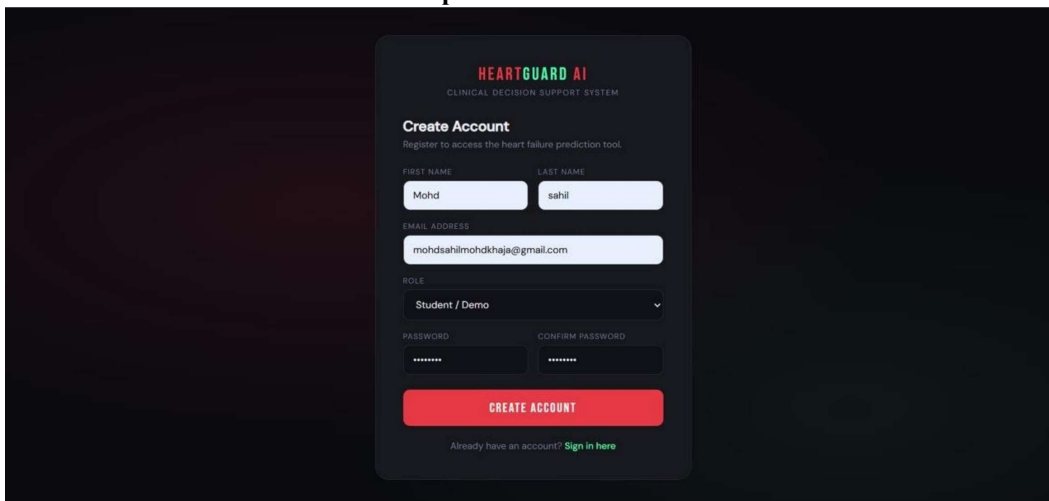 HEARTGUARD AI
CLINICAL DECISION SUPPORT SYSTEM
Create Account
Register to access the heart failure prediction tool.
FIRST NAME LAST NAME
Mohd sahil
EMAIL ADDRESS
mohdsahilmohdkhaja@gmail.com
ROLE
Student / Demo
PASSWORD CONFIRM PASSWORD
•••••••• ••••••••
CREATE ACCOUNT
Already have an account? Sign in here